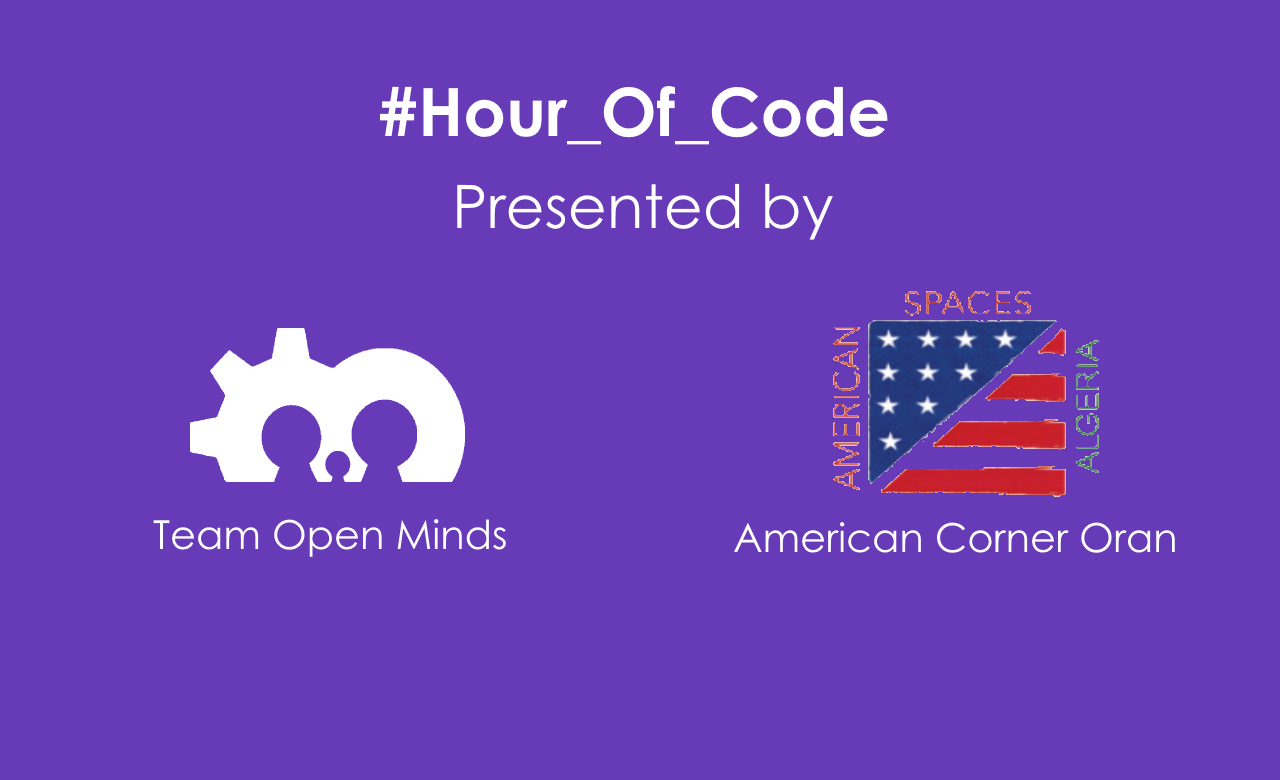 #Hour_Of_Code
Presented by
SPACES
AMERICAN
ALGERIA
Team Open Minds
American Corner Oran